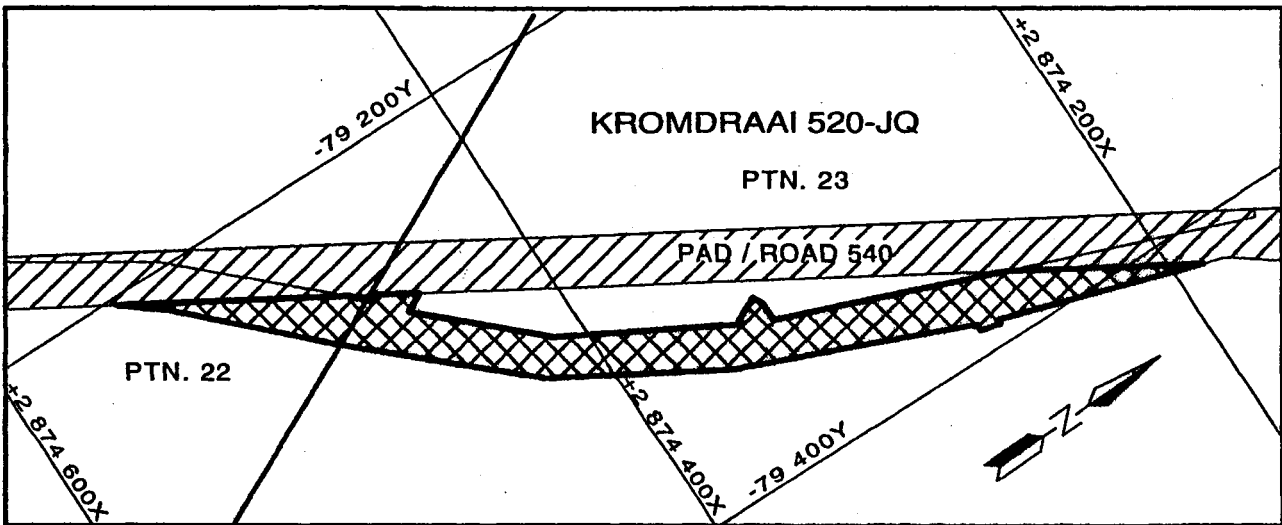 +2 874 200X
-79 200Y
KROMDRAAI 520-JQ
PTN. 23
PAD / ROAD 540
PTN. 22
+2 874 600X
+2 874 400X
-79 400Y
N